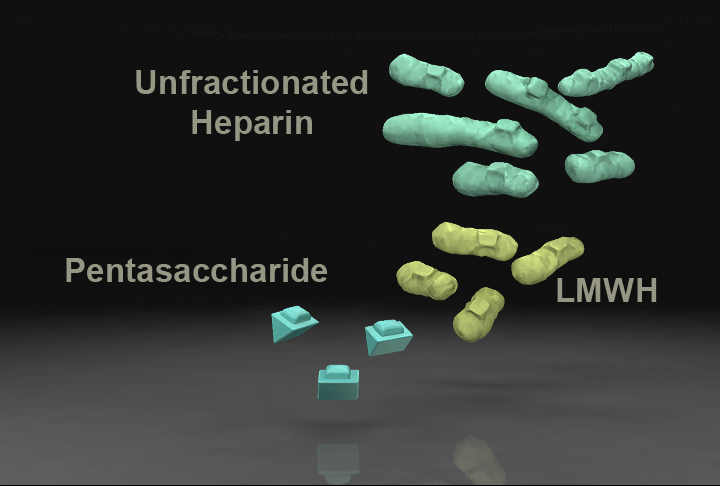 Unfractionated
Heparin
Pentasaccharide
LMWH